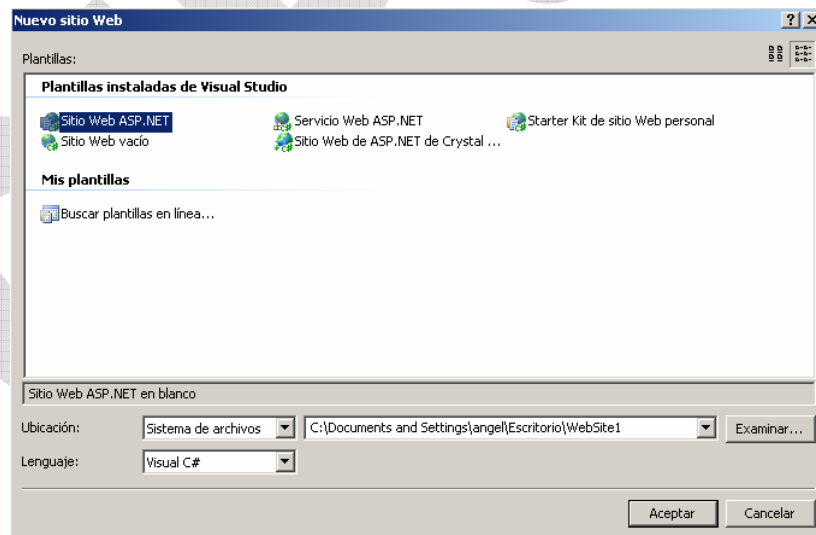 Nuevo sitio Web
Plantillas:
Plantillas instaladas de Visual Studio
Sitio Web ASP.NET
Servicio Web ASP.NET
Starter Kit de sitio Web personal
Sitio Web vacío
Sitio Web de ASP.NET de Crystal ...
Mis plantillas
Buscar plantillas en línea...
Sitio Web ASP.NET en blanco
Ubicación:
Sistema de archivos
C:\Documents and Settings\angel\Escritorio\WebSite1
Examinar...
Lenguaje:
Visual C#
Aceptar
Cancelar